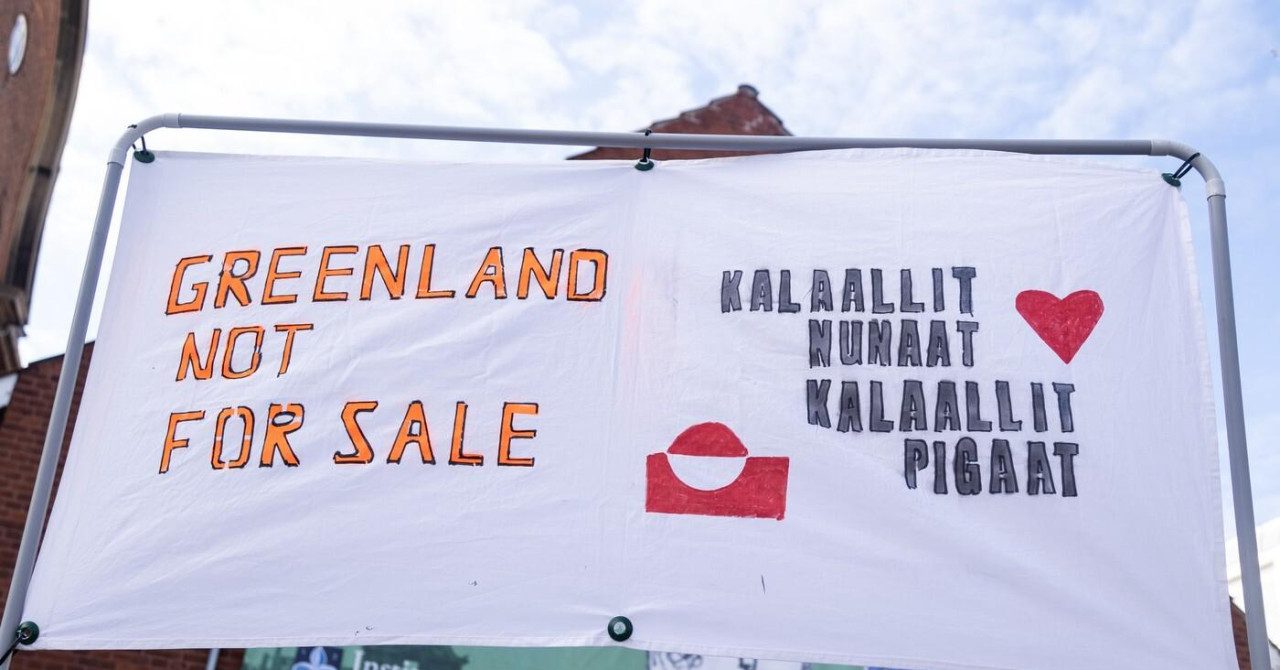 GREENLAND
NOT
FOR SALE
KALAALLIT
NUNAAT
KALAALLIT
PIGAAT